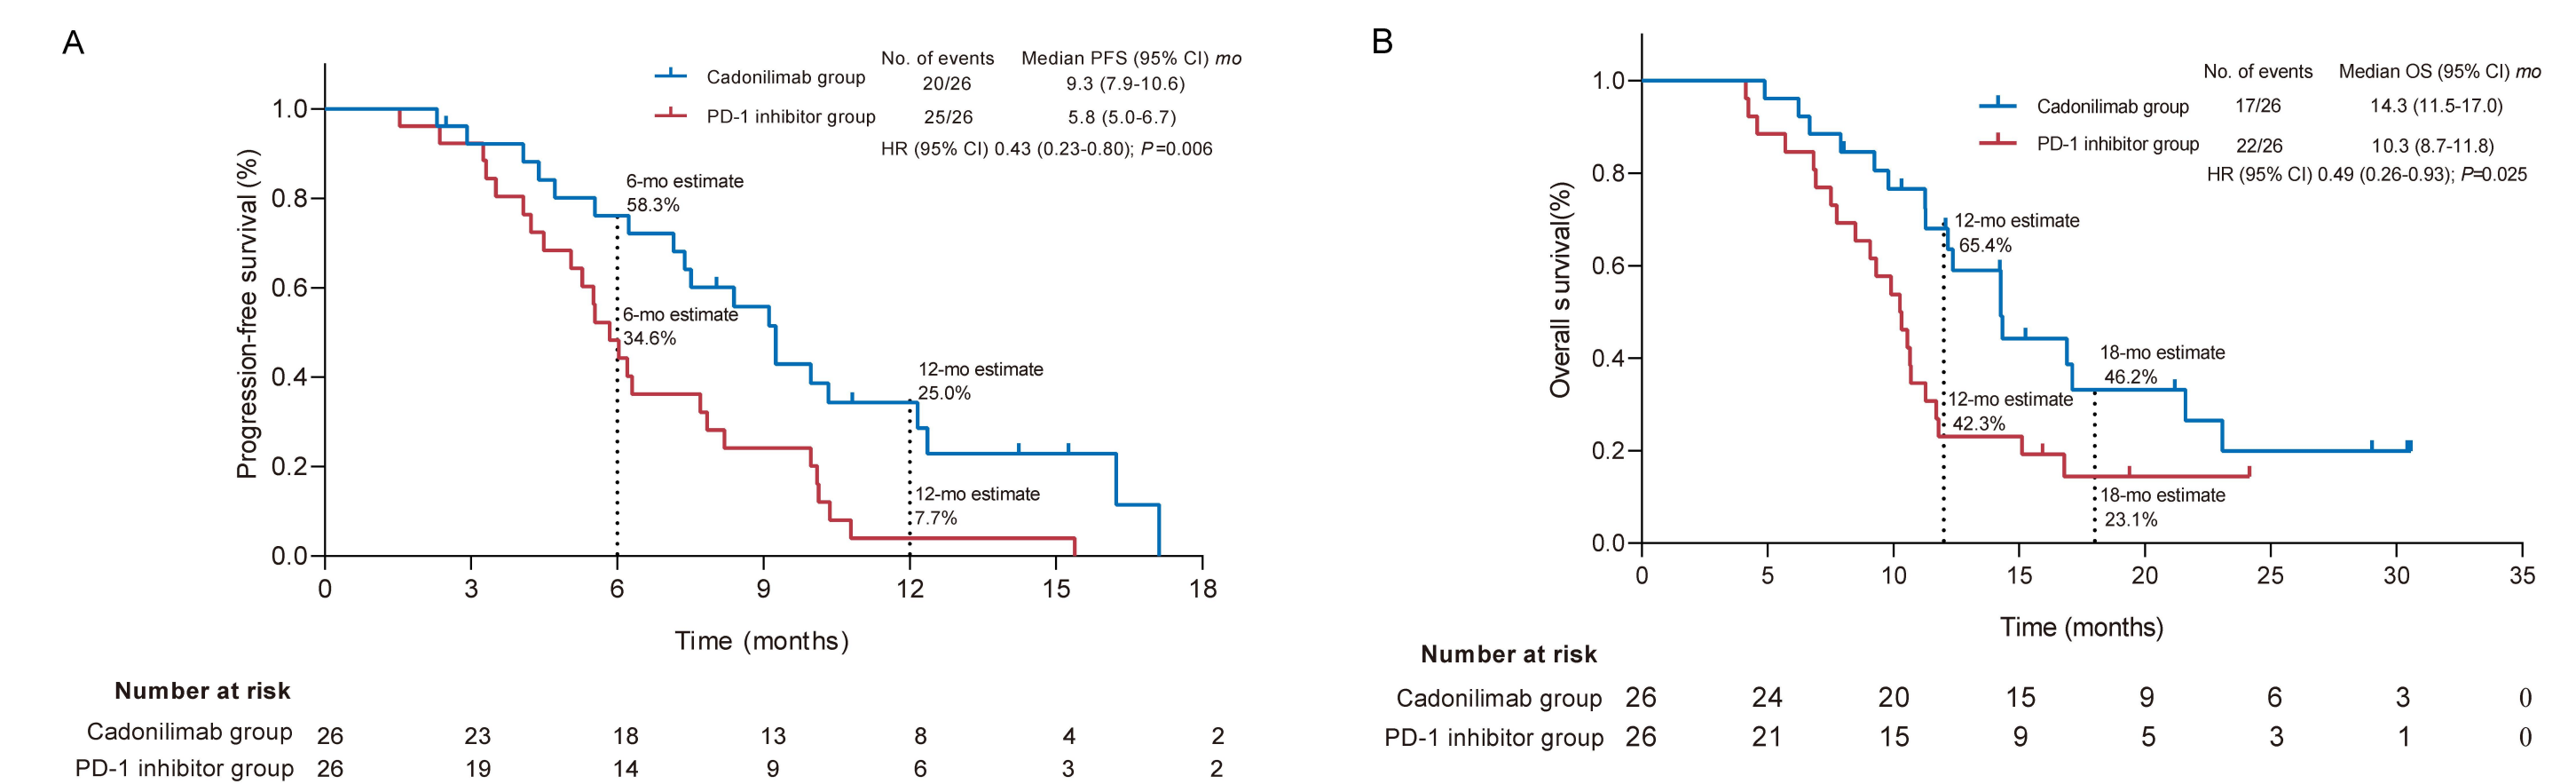 A
No. of events Median PFS (95% CI) mo
Cadonilimab group 20/26 9.3 (7.9-10.6)
PD-1 inhibitor group 25/26 5.8 (5.0-6.7)
HR (95% CI) 0.43 (0.23-0.80); P=0.006
Progression-free survival (%)
1.0
0.8
0.6
0.4
0.2
0.0
6-mo estimate
58.3%
6-mo estimate
34.6%
12-mo estimate
25.0%
12-mo estimate
7.7%
0 3 6 9 12 15 18
Time (months)
Number at risk
Cadonilimab group 26 23 18 13 8 4 2
PD-1 inhibitor group 26 19 14 9 6 3 2
B
No. of events Median OS (95% CI) mo
Cadonilimab group 17/26 14.3 (11.5-17.0)
PD-1 inhibitor group 22/26 10.3 (8.7-11.8)
HR (95% CI) 0.49 (0.26-0.93); P=0.025
Overall survival(%)
1.0
0.8
0.6
0.4
0.2
0.0
12-mo estimate
65.4%
18-mo estimate
46.2%
12-mo estimate
42.3%
18-mo estimate
23.1%
0 5 10 15 20 25 30 35
Time (months)
Number at risk
Cadonilimab group 26 24 20 15 9 6 3 0
PD-1 inhibitor group 26 21 15 9 5 3 1 0